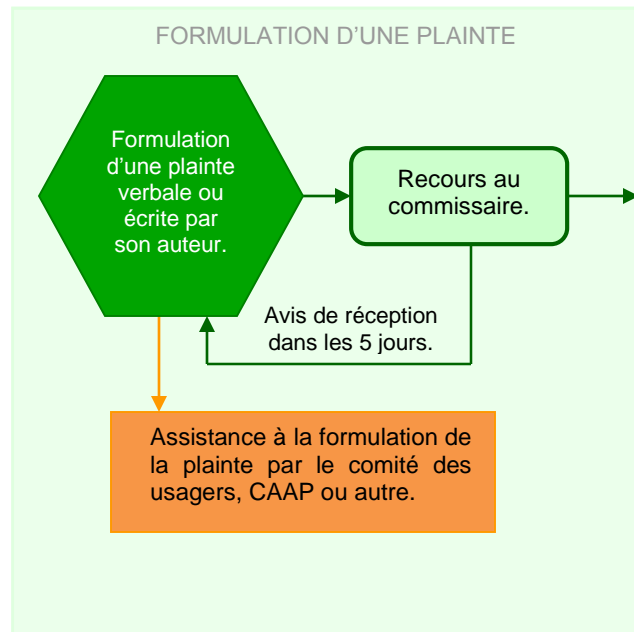 FORMULATION D’UNE PLAINTE
Formulation
d’une plainte
verbale ou
écrite par
son auteur.
Recours au
commissaire.
Avis de réception
dans les 5 jours.
Assistance à la formulation de
la plainte par le comité des
usagers, CAAP ou autre.